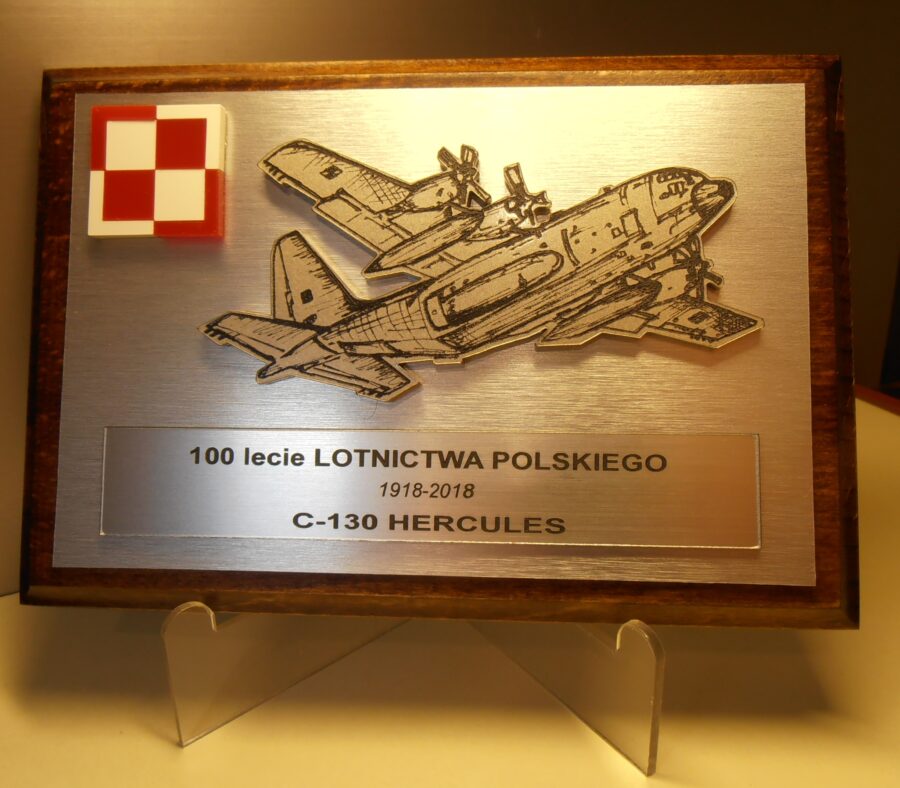 100 lecie LOTNICTWA POLSKIEGO
1918-2018
C-130 HERCULES